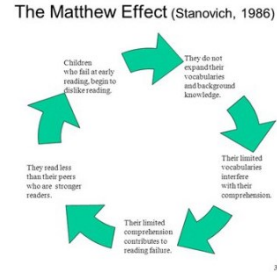 The Matthew Effect (Stanovich, 1986)
Children
who fail at early
reading, begin to
dislike reading.
They do not
expand their
vocabularies
and background
knowledge.
Their limited
vocabularies
interfere
with their
comprehension.
Their limited
comprehension
contributes to
reading failure.
They read less
than their peers
who are stronger
readers.